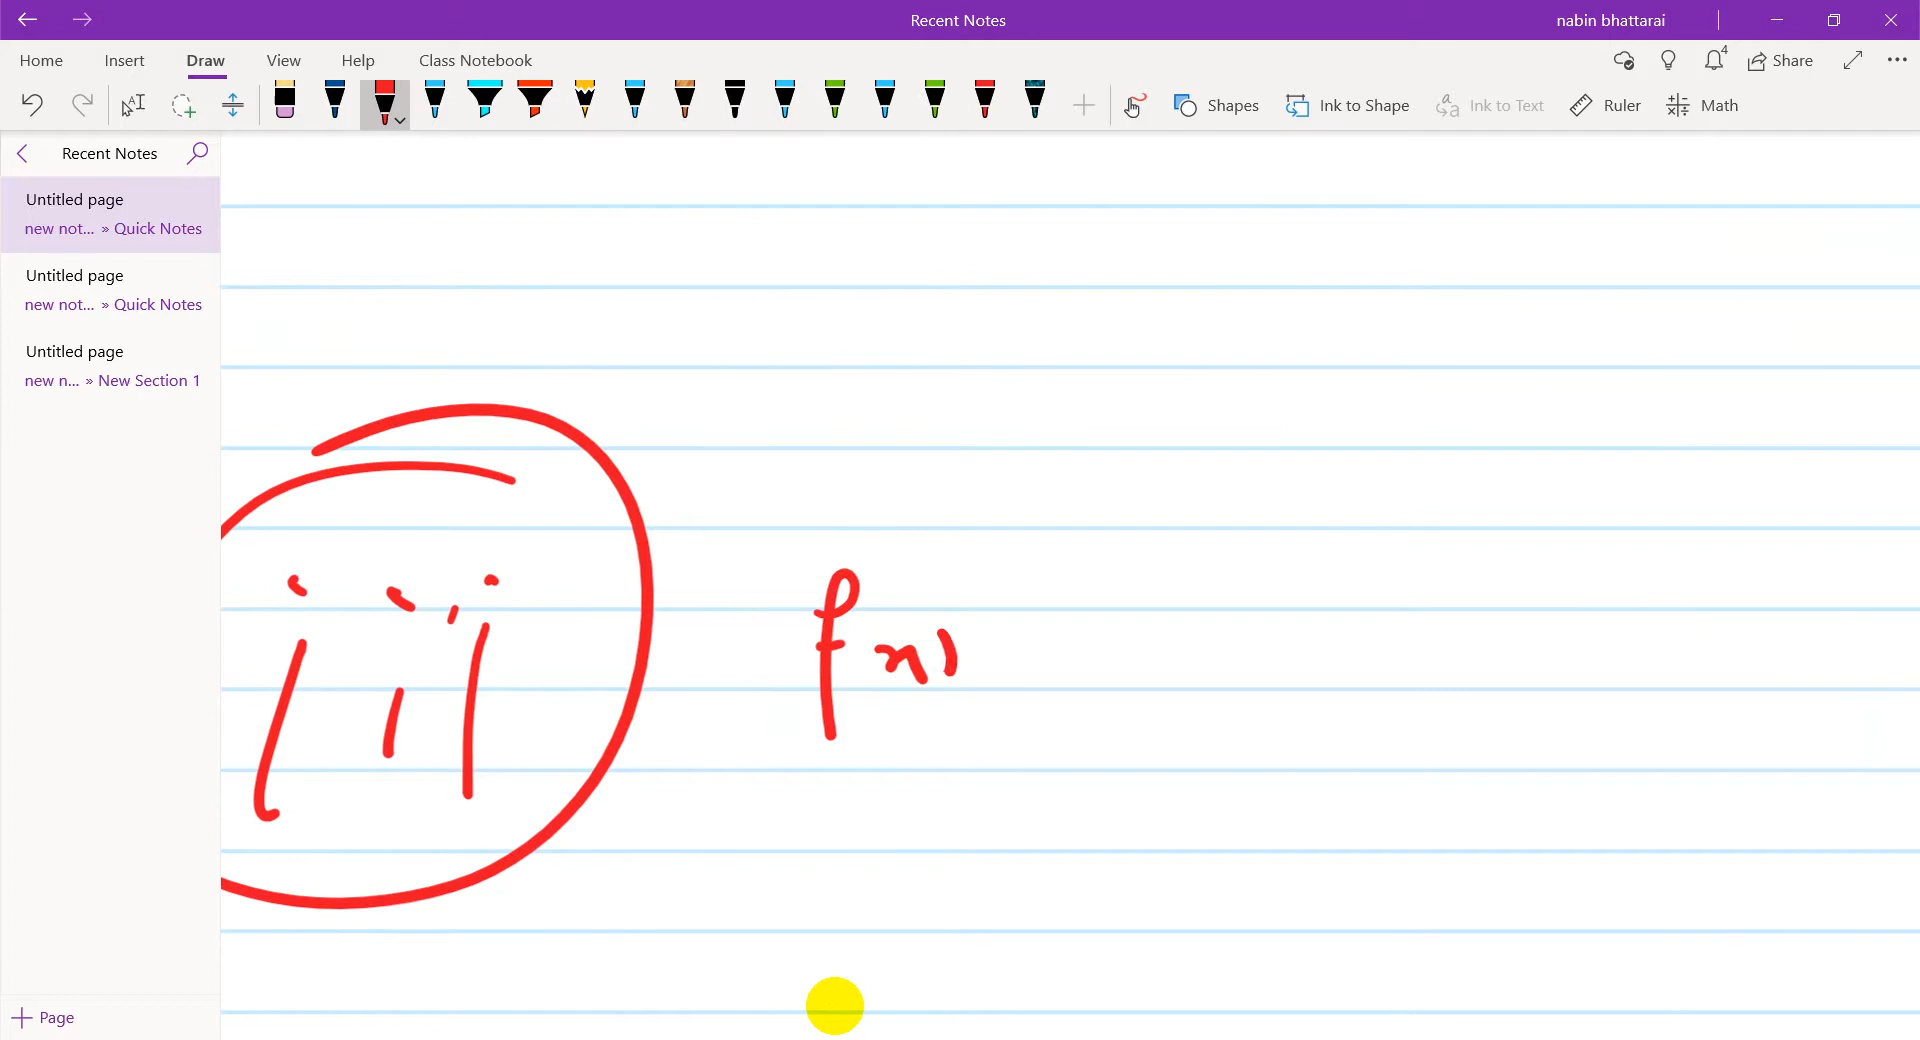 Recent Notes
nabin bhattarai
Home Insert Draw View Help Class Notebook
4
Share
Shapes
Ink to Shape
Ink to Text
Ruler
Math
Recent Notes
Untitled page
new not... » Quick Notes
Untitled page
new not... » Quick Notes
Untitled page
new n... » New Section 1
Page